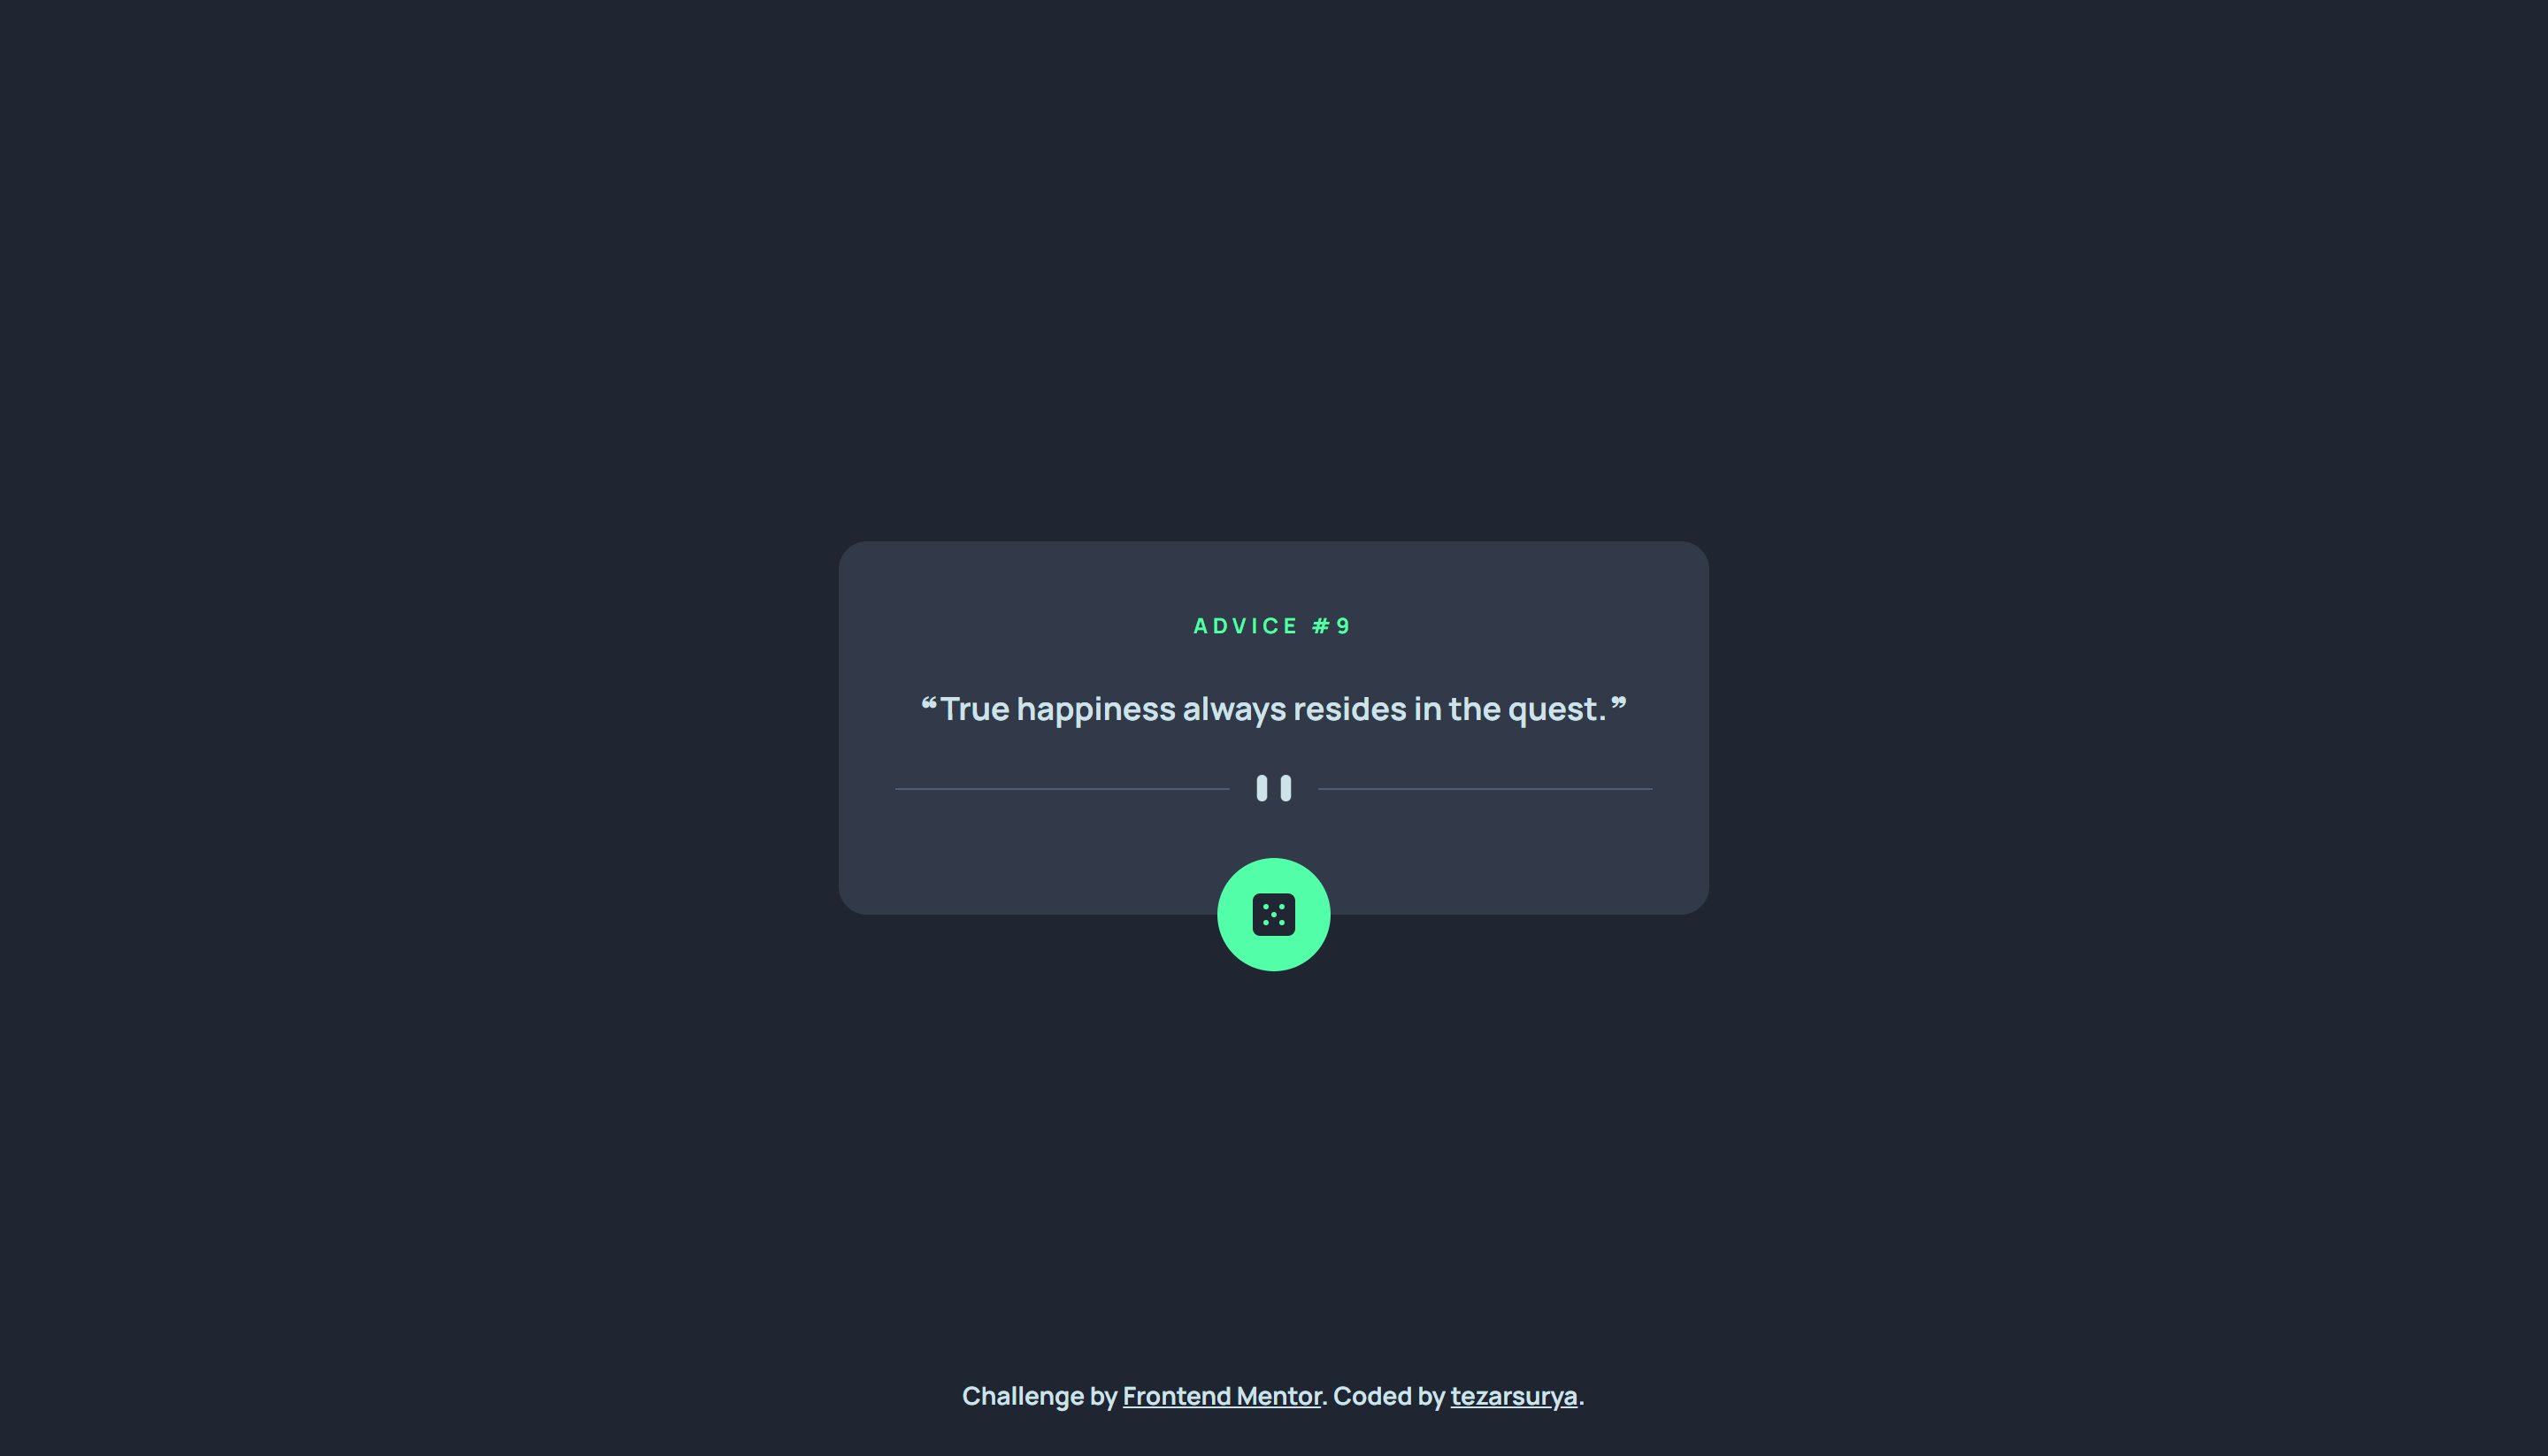 ADVICE #9
❝True happiness always resides in the quest.❞
Challenge by Frontend Mentor. Coded by tezarsurya.